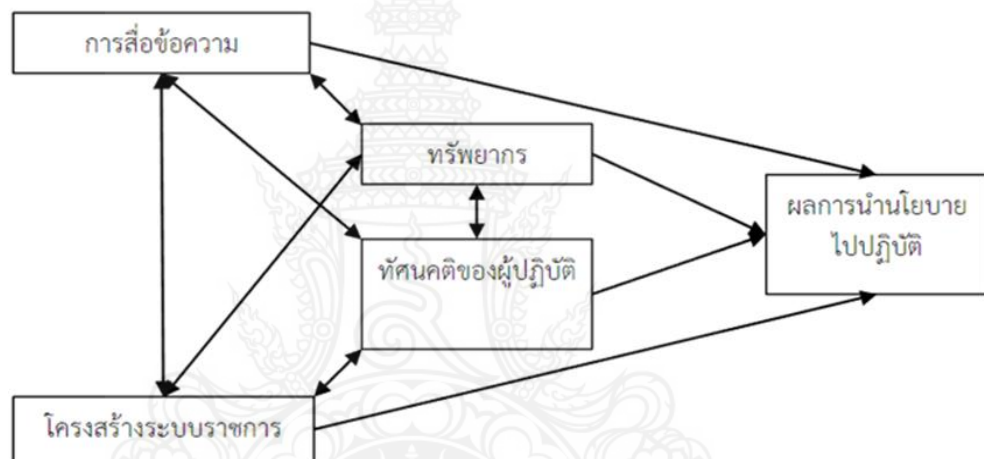 การสื่อข้อความ
ทรัพยากร
ผลการนำนโยบาย
ไปปฏิบัติ
ทัศนคติของผู้ปฏิบัติ
โครงสร้างระบบราชการ